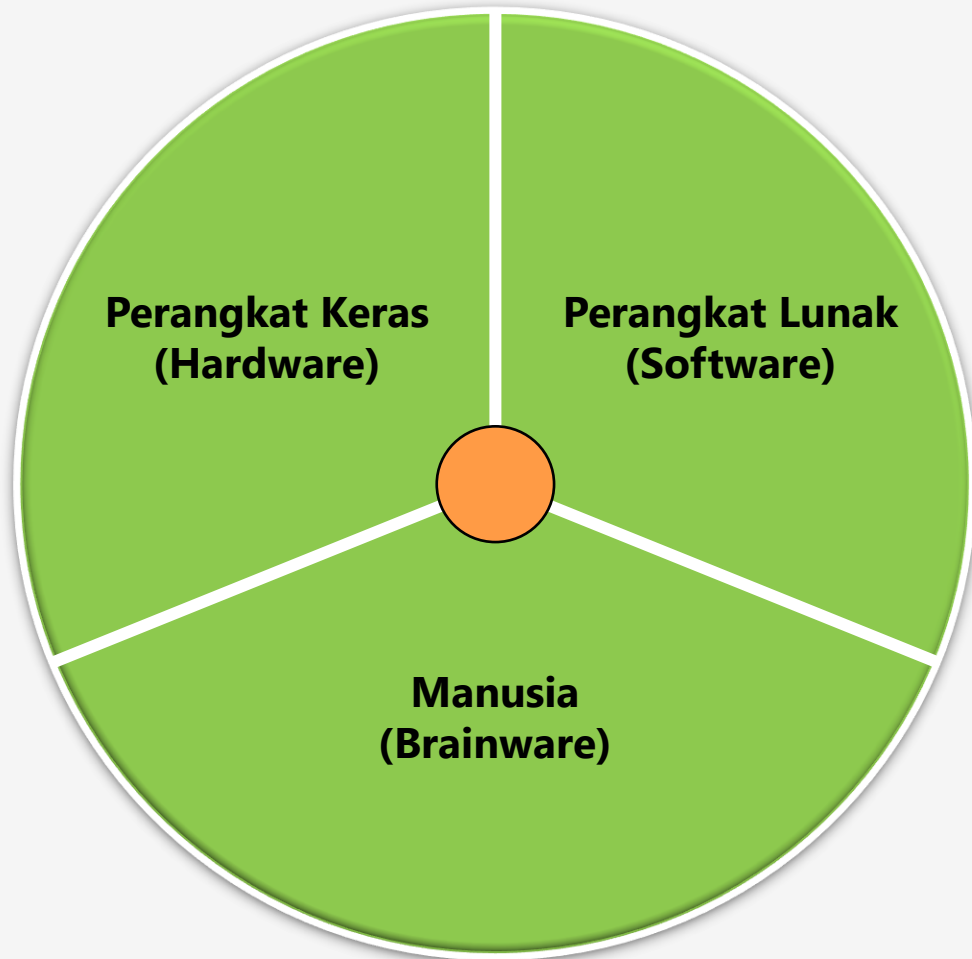 Perangkat Keras
(Hardware)
Perangkat Lunak
(Software)
Manusia
(Brainware)